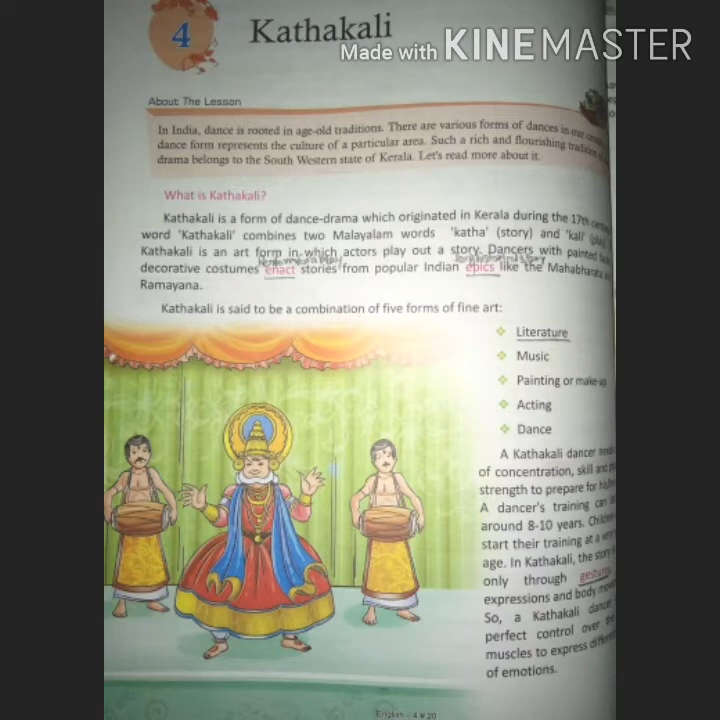 4
Kathakali
Made with KINEMASTER
About The Lesson
In India, dance is rooted in age-old traditions. There are various forms of dances in our
dance form represents the culture of a particular area. Such a rich and flourishing
drama belongs to the South Western state of Kerala. Let's read more about it.
What is Kathakali?
Kathakali is a form of dance-drama which originated in Kerala during the 17th
word 'Kathakali' combines two Malayalam words 'katha' (story) and 'kali'
Kathakali is an art form in which actors play out a story. Dancers with painted
decorative costumes enact stories from popular Indian epics like the Mahabharata
Ramayana.
Kathakali is said to be a combination of five forms of fine art:
Literature
Music
Painting or make-up
Acting
Dance
A Kathakali dancer
of concentration, skill and
strength to prepare for
A dancer's training can
around 8-10 years.
start their training at a
age. In Kathakali, the story
only through
expressions and body
So, a Kathakali
perfect control over
muscles to express
of emotions.
English - 4 # 20